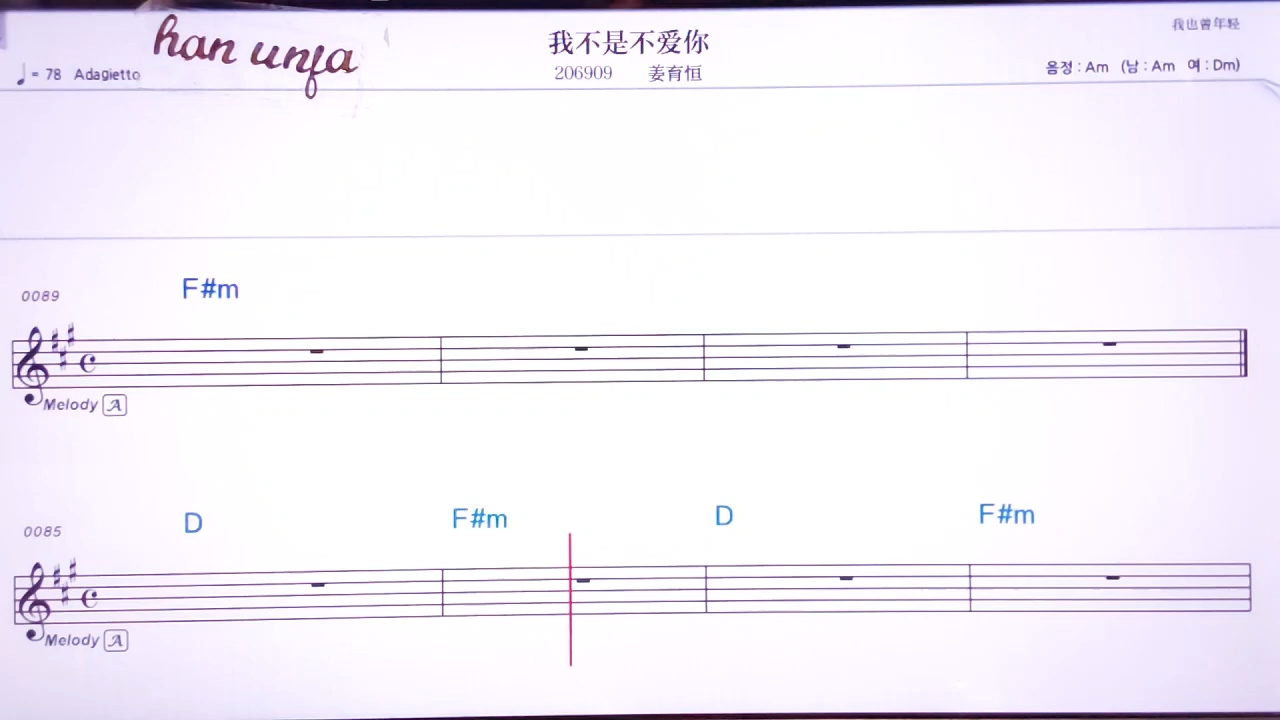 han unfa
我不是不爱你
我也曾年轻
♩= 78 Adagietto
206909 姜育恒
음정 : Am (남 : Am 여 : Dm)
0089
F#m
Melody A
0085
D F#m D F#m
Melody A